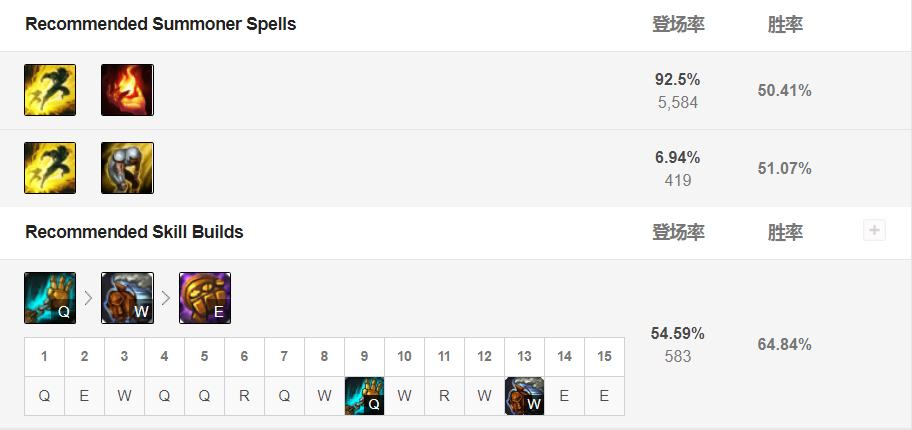 Recommended Summoner Spells 登场率 胜率
92.5% 50.41%
5,584
6.94% 51.07%
419
Recommended Skill Builds 登场率 胜率 +
Q W E
54.59% 64.84%
583
1 2 3 4 5 6 7 8 9 10 11 12 13 14 15
Q E W Q Q R Q W Q W R W W E E